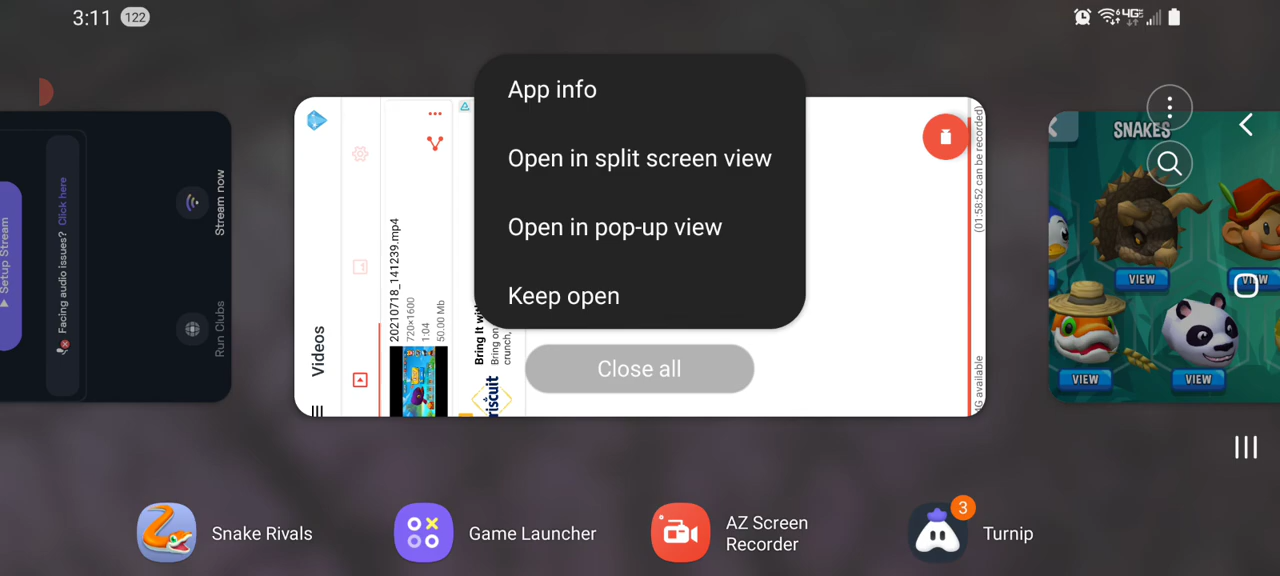 3:11 122
4G
App info
Open in split screen view
Open in pop-up view
Keep open
Close all
Setup Stream
Facing audio issues? Click here
Stream now
Run Clubs
Videos
1
20210718_141239.mp4
720×1600
1:04
50.00 Mb
Bring It
Bring on
crunch,
(01:58:52 can be recorded)
available
SNAKES
VIEW
VIEW
VIEW
VIEW
Snake Rivals
Game Launcher
AZ Screen
Recorder
3
Turnip